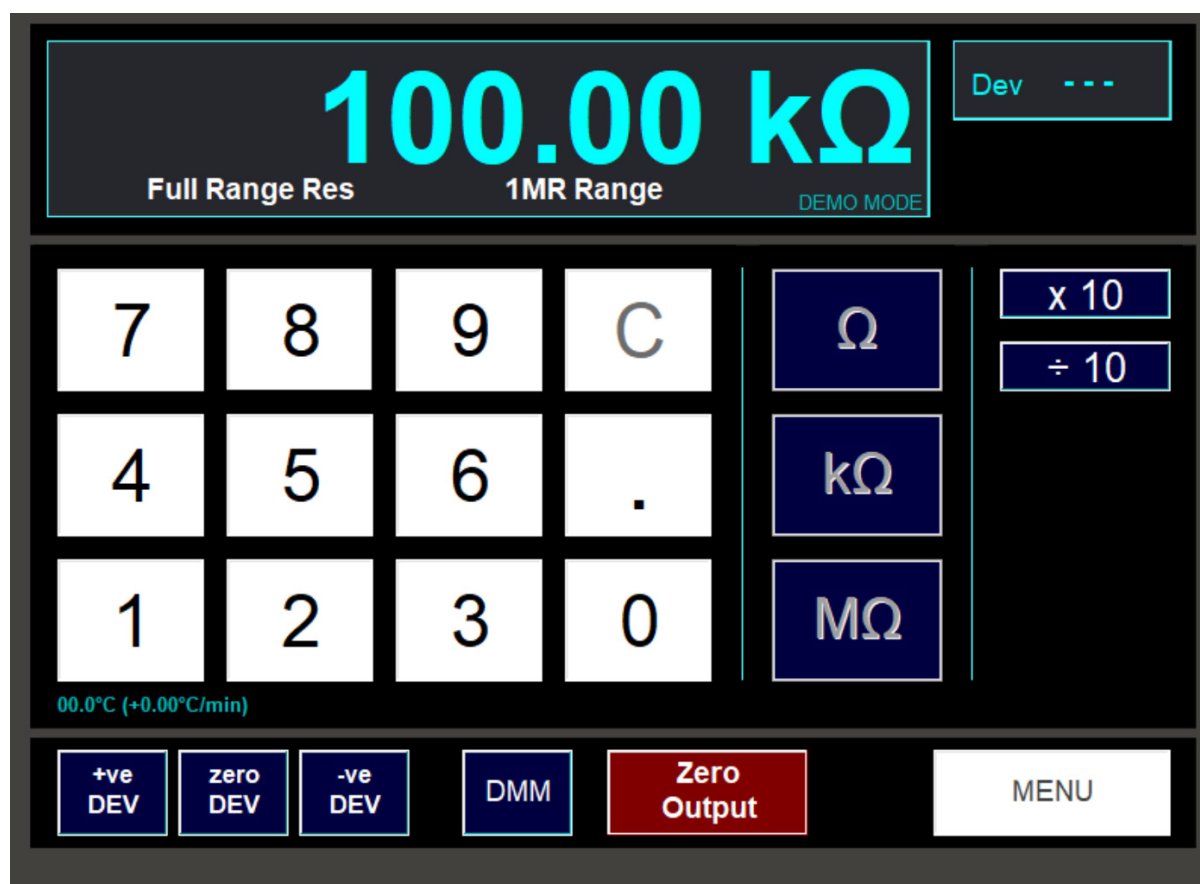 100.00 kΩ
Full Range Res 1MR Range DEMO MODE
Dev ---
7 8 9 C Ω x 10
÷ 10
4 5 6 . kΩ
1 2 3 0 MΩ
00.0°C (+0.00°C/min)
+ve DEV
zero DEV
-ve DEV
DMM
Zero
Output
MENU